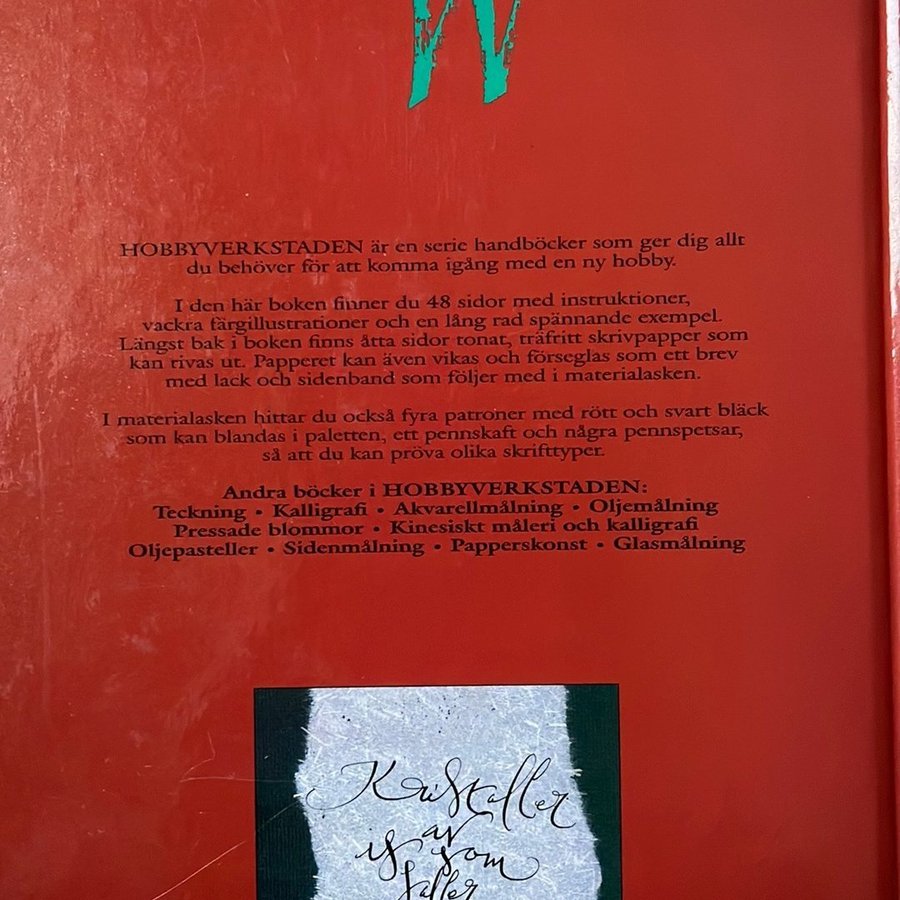 HOBBYVERKSTADEN är en serie handböcker som ger dig allt
du behöver för att komma igång med en ny hobby.
I den här boken finner du 48 sidor med instruktioner,
vackra färgillustrationer och en lång rad spännande exempel.
Längst bak i boken finns åtta sidor tonat, träfritt skrivpapper som
kan rivas ut. Papperet kan även vikas och förseglas som ett brev
med lack och sidenband som följer med i materialasken.
I materialasken hittar du också fyra patroner med rött och svart bläck
som kan blandas i paletten, ett pennskaft och några pennspetsar,
så att du kan pröva olika skrifttyper.
Andra böcker i HOBBYVERKSTADEN:
Teckning • Kalligrafi • Akvarellmålning • Oljemålning
Pressade blommor • Kinesiskt måleri och kalligrafi
Oljepasteller • Sidenmålning • Papperskonst • Glasmålning
Kristaller
av
is som
faller